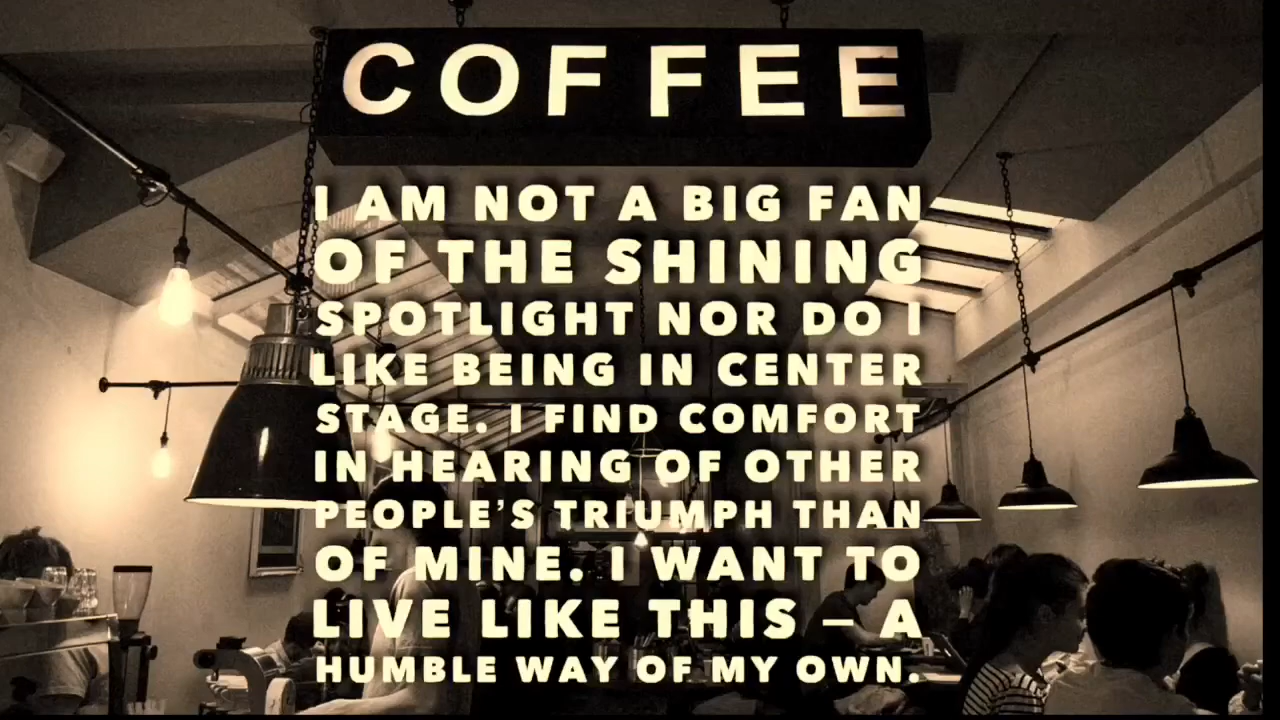 COFFEE
I AM NOT A BIG FAN
OF THE SHINING
SPOTLIGHT NOR DO I
LIKE BEING IN CENTER
STAGE. I FIND COMFORT
IN HEARING OF OTHER
PEOPLE'S TRIUMPH THAN
OF MINE. I WANT TO
LIVE LIKE THIS – A
HUMBLE WAY OF MY OWN.